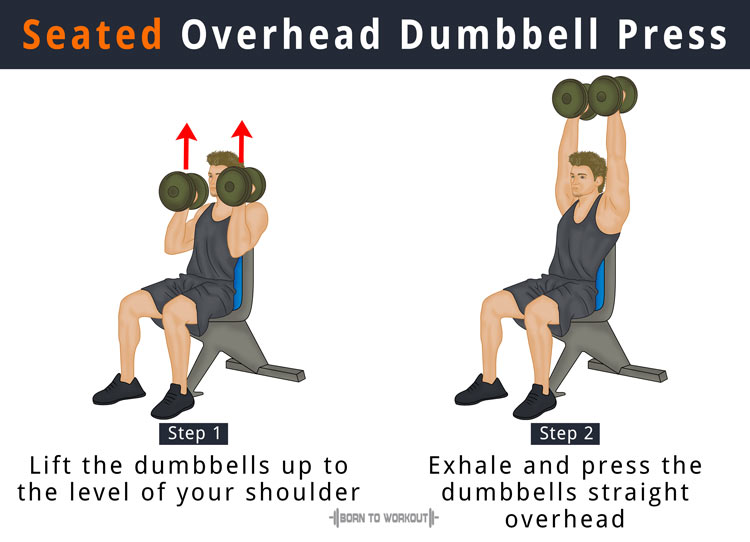 Seated Overhead Dumbbell Press
Step 1
Lift the dumbbells up to
the level of your shoulder
Step 2
Exhale and press the
dumbbells straight
overhead
BORN TO WORKOUT